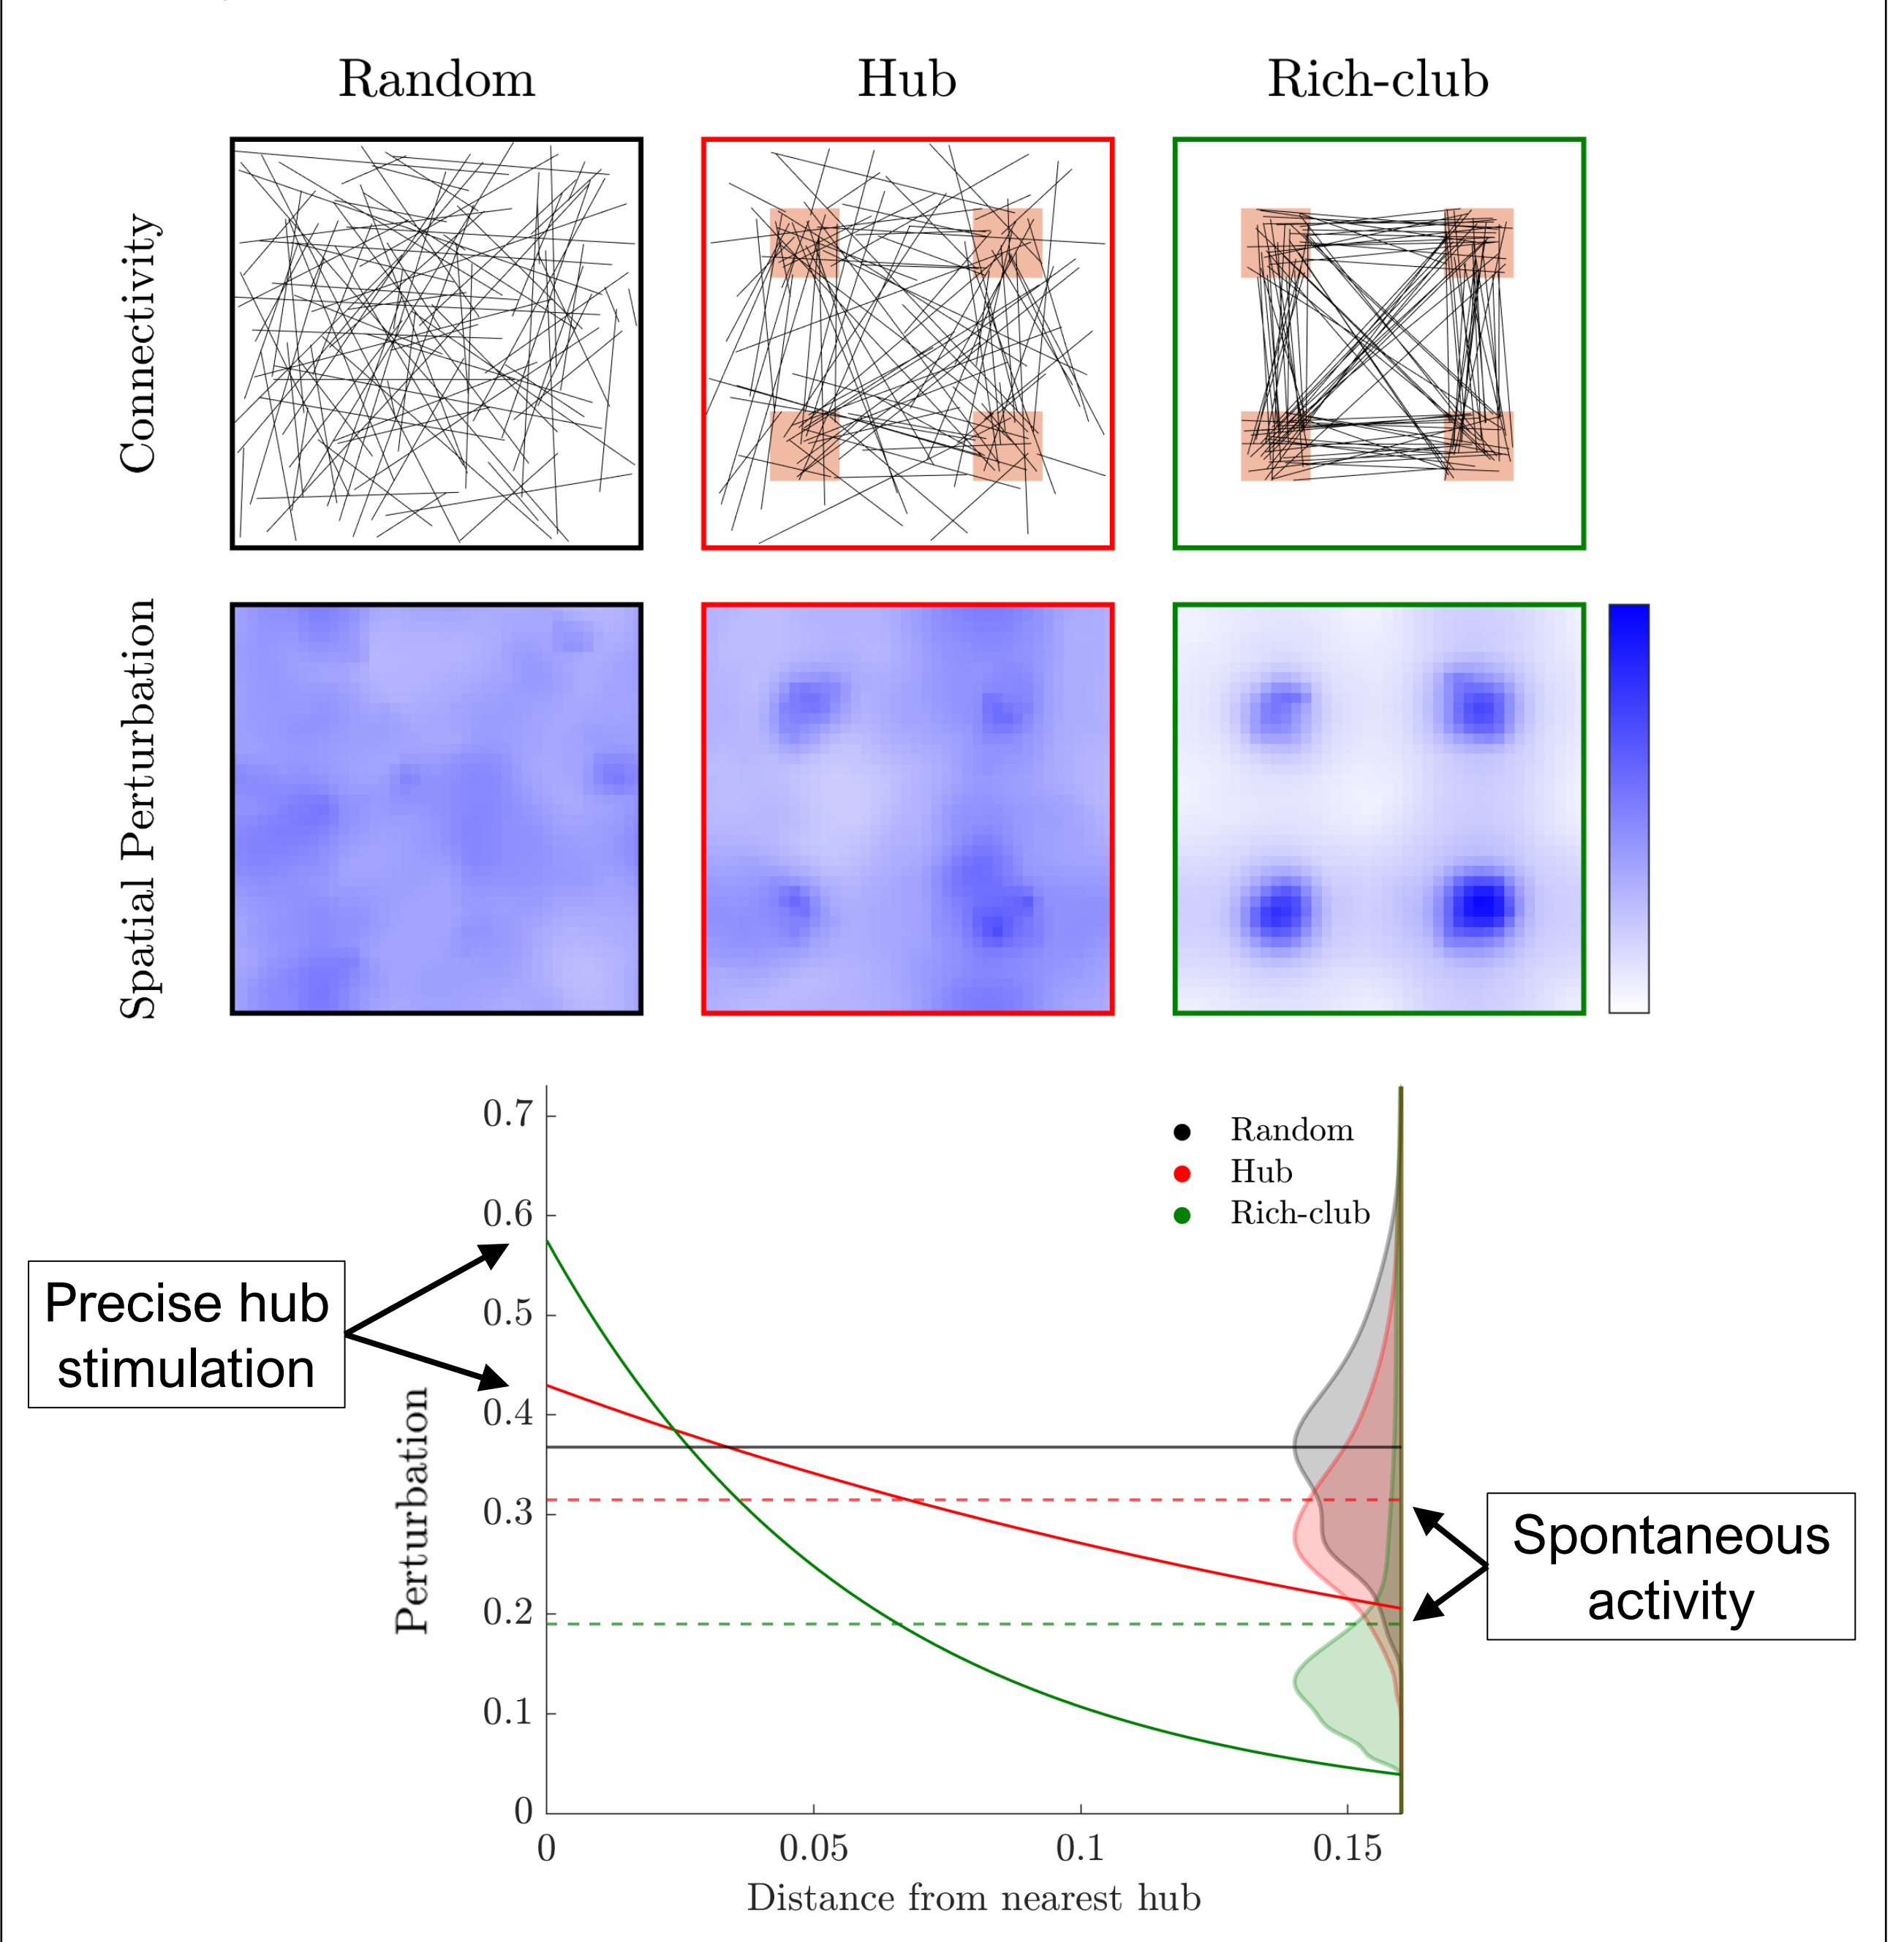 Random
Hub
Rich-club
Connectivity
Spatial Perturbation
0.7
0.6
0.5
0.4
0.3
0.2
0.1
0
Perturbation
Random
Hub
Rich-club
Precise hub
stimulation
Spontaneous
activity
0
0.05
0.1
0.15
Distance from nearest hub